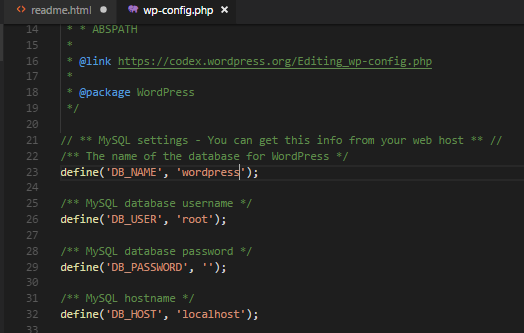 readme.html wp-config.php
14 * * ABSPATH
15 *
16 * @link https://codex.wordpress.org/Editing_wp-config.php
17 *
18 * @package WordPress
19 */
20
21 // ** MySQL settings - You can get this info from your web host ** //
22 /** The name of the database for WordPress */
23 define('DB_NAME', 'wordpress');
24
25 /** MySQL database username */
26 define('DB_USER', 'root');
27
28 /** MySQL database password */
29 define('DB_PASSWORD', '');
30
31 /** MySQL hostname */
32 define('DB_HOST', 'localhost');
33